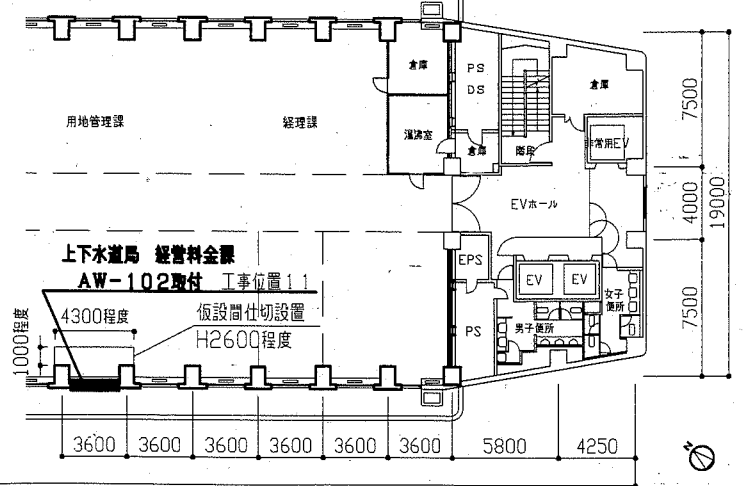 倉庫
PS
DS
倉庫
用地管理課
経理課
湯沸室
倉庫
階段
非常用EV
EVホール
7500
4000
19000
7500
上下水道局 経営料金課
AW-102取付 工事位置11
4300程度
仮設間仕切設置
H2600程度
1000程度
EPS
EV
EV
女子
便所
PS
男子便所
3600
3600
3600
3600
3600
3600
5800
4250
N